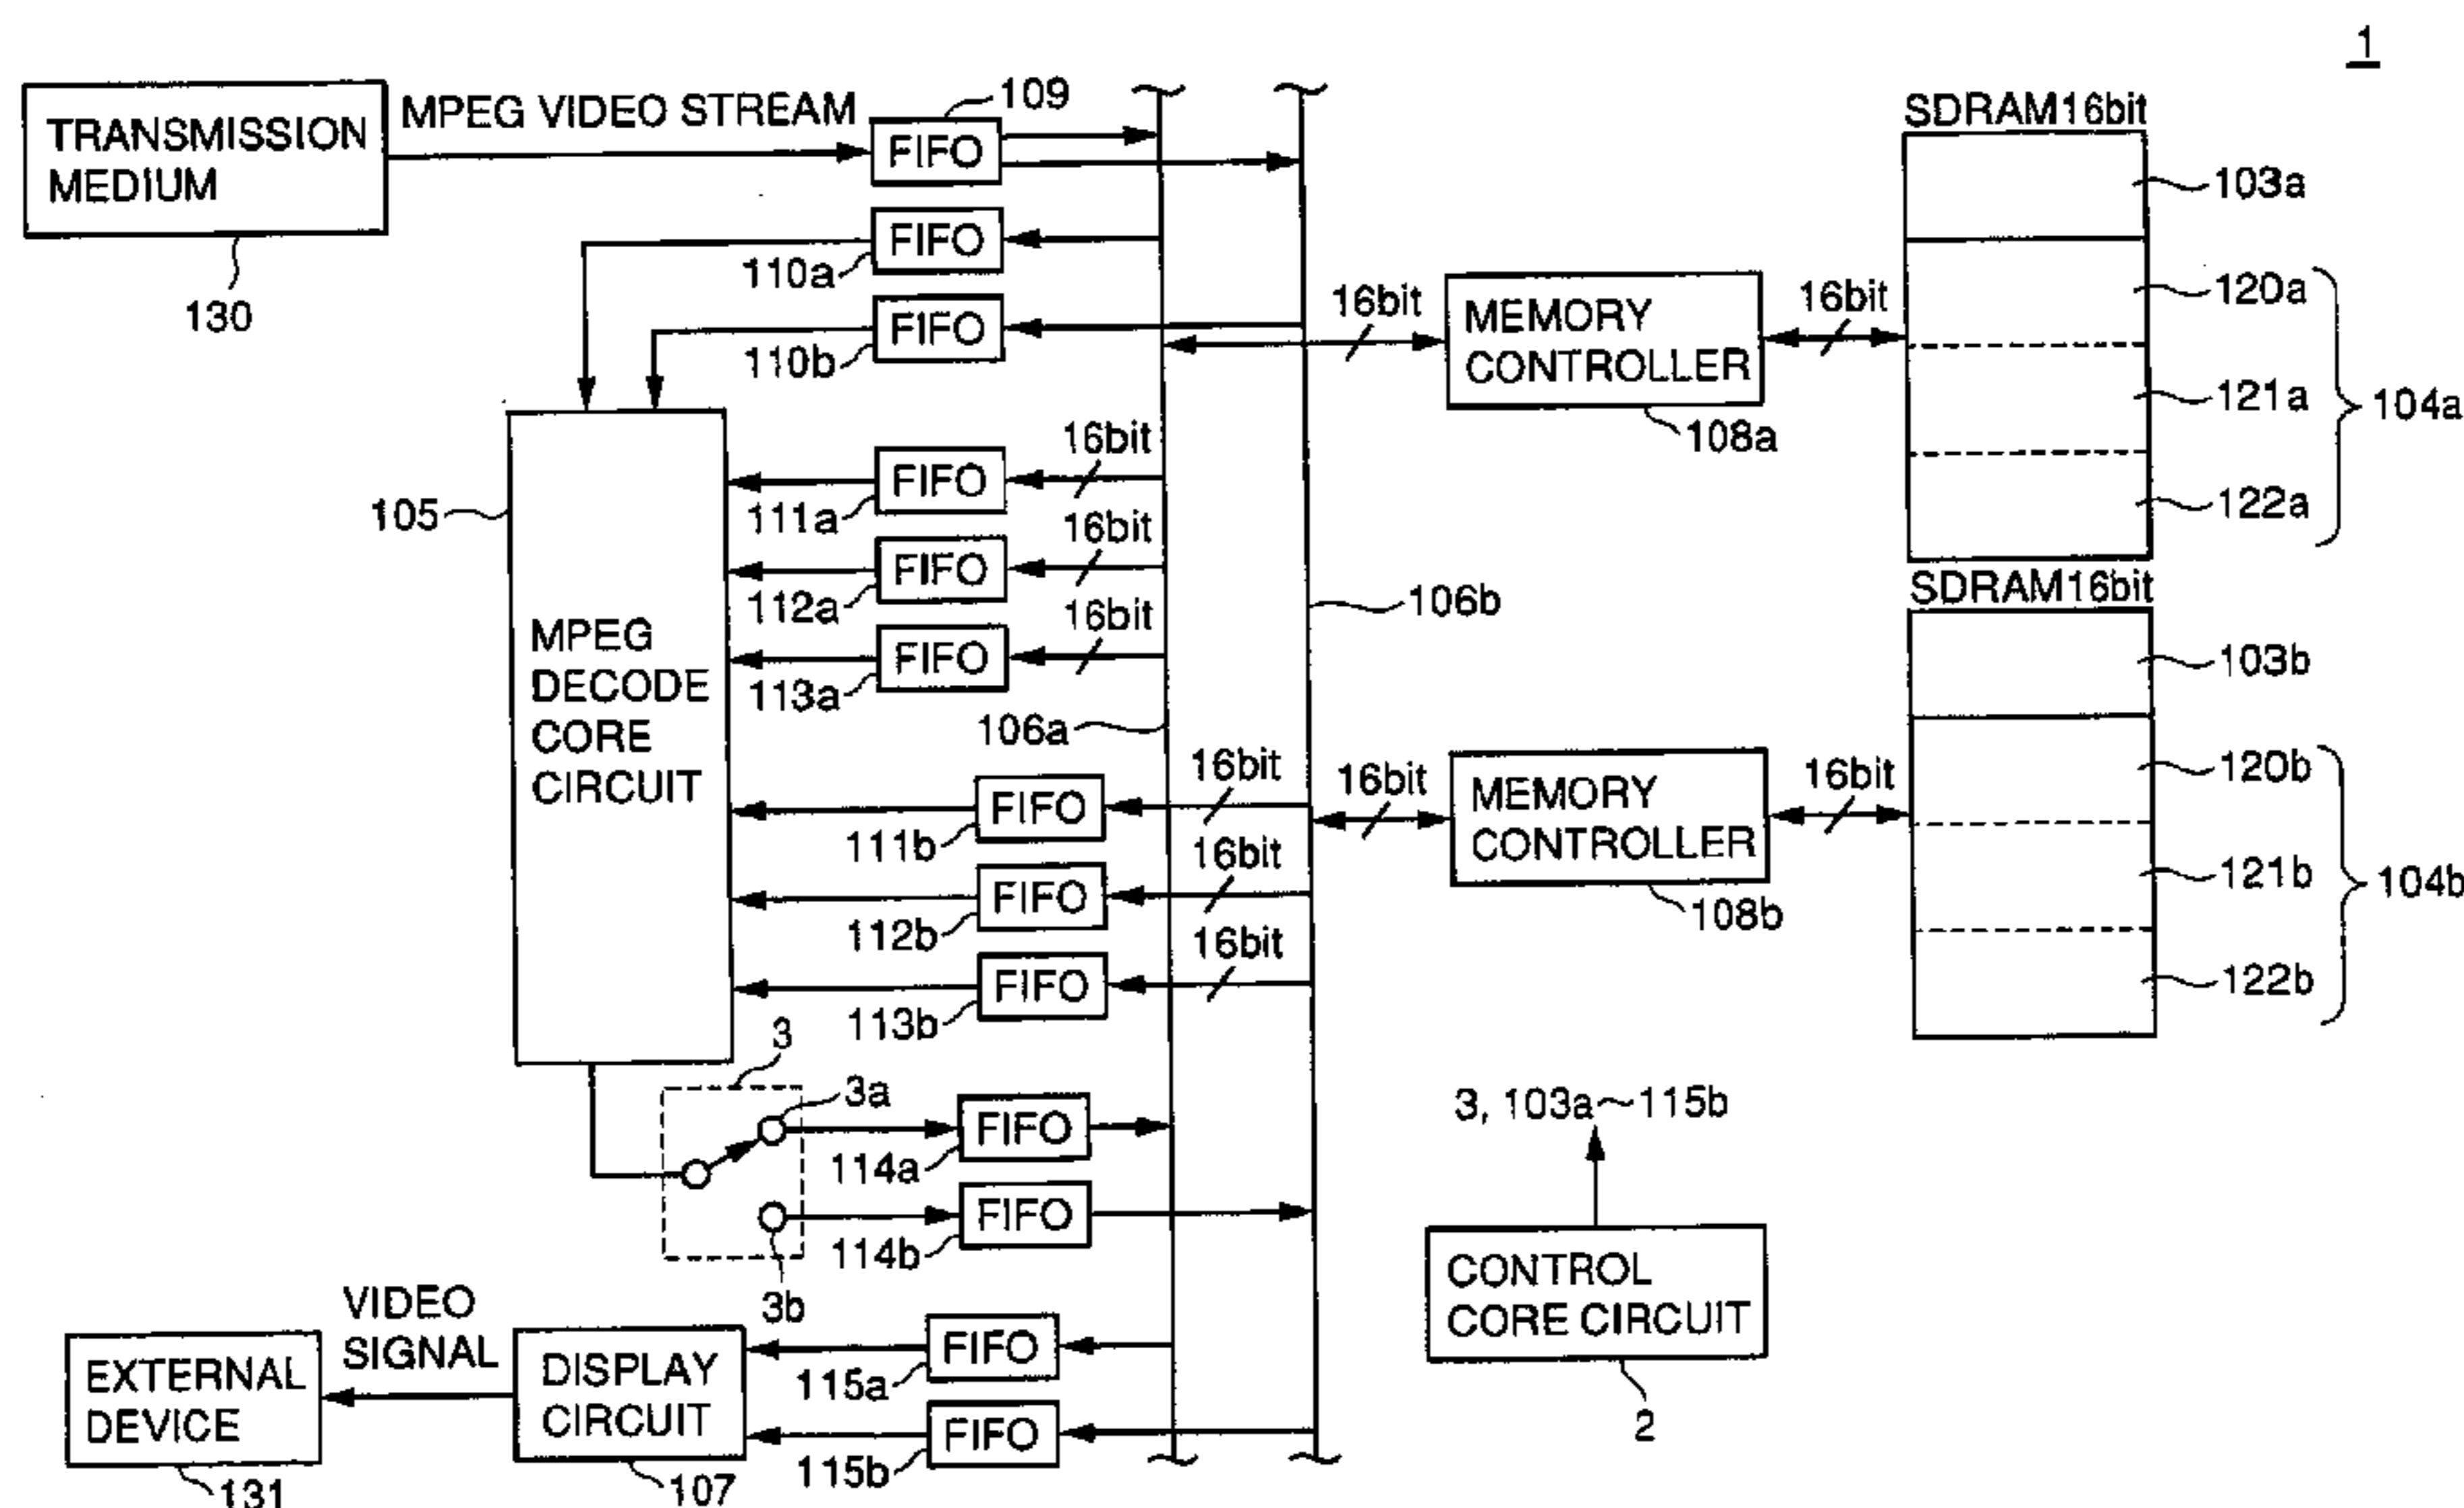 1
TRANSMISSION
MEDIUM
130
MPEG VIDEO STREAM
109
FIFO
FIFO
110a
FIFO
110b
16bit
MEMORY
CONTROLLER
108a
16bit
SDRAM16bit
103a
120a
121a
122a
104a
105
MPEG
DECODE
CORE
CIRCUIT
16bit
FIFO
111a
16bit
FIFO
112a
16bit
FIFO
113a
106a
106b
SDRAM16bit
103b
120b
121b
122b
104b
16bit
FIFO
111b
16bit
FIFO
112b
16bit
FIFO
113b
16bit
MEMORY
CONTROLLER
108b
16bit
3
3a
3b
FIFO
114a
FIFO
114b
3, 103a~115b
CONTROL
CORE CIRCUIT
2
EXTERNAL
DEVICE
131
VIDEO
SIGNAL
DISPLAY
CIRCUIT
107
FIFO
115a
FIFO
115b